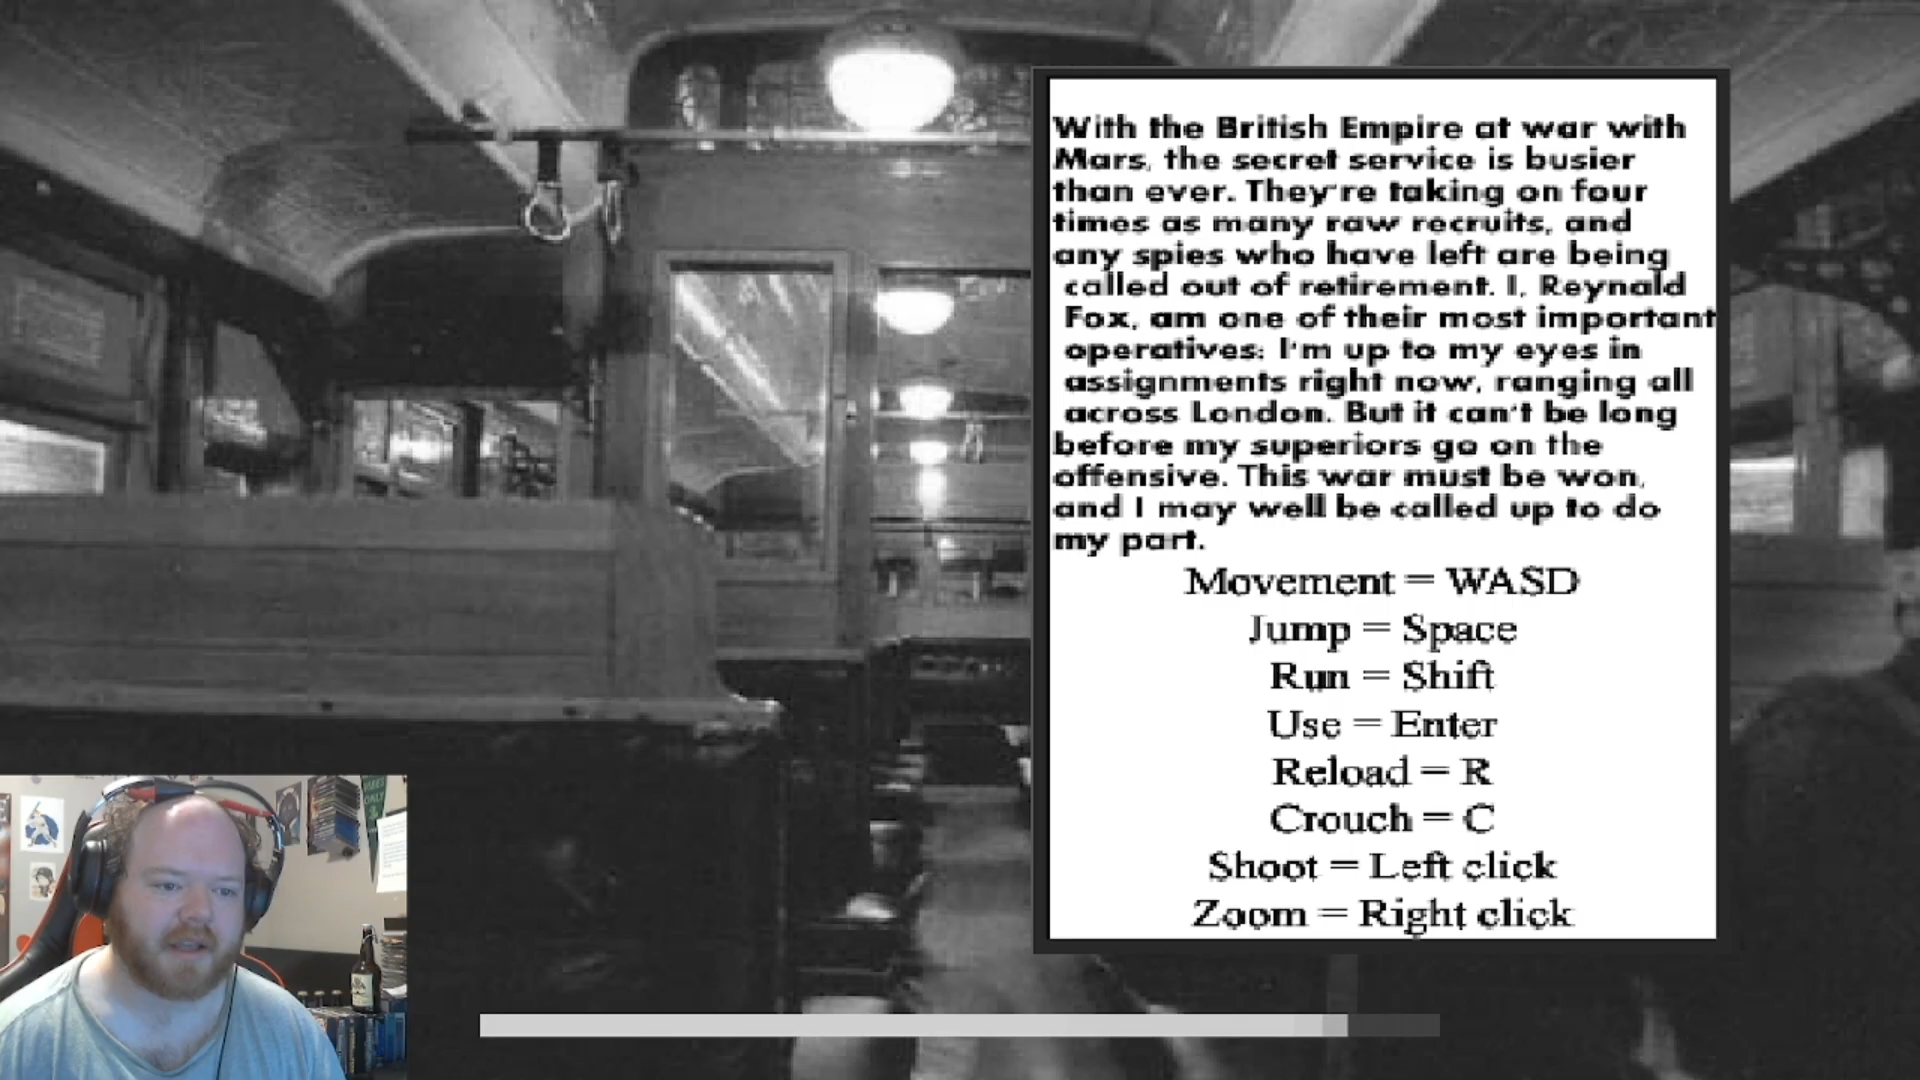 With the British Empire at war with
Mars, the secret service is busier
than ever. They're taking on four
times as many raw recruits, and
any spies who have left are being
called out of retirement. I, Reynald
Fox, am one of their most important
operatives; I'm up to my eyes in
assignments right now, ranging all
across London. But it can't be long
before my superiors go on the
offensive. This war must be won,
and I may well be called up to do
my part.
Movement = WASD
Jump = Space
Run = Shift
Use = Enter
Reload = R
Crouch = C
Shoot = Left click
Zoom = Right click
VIBES
ONLY